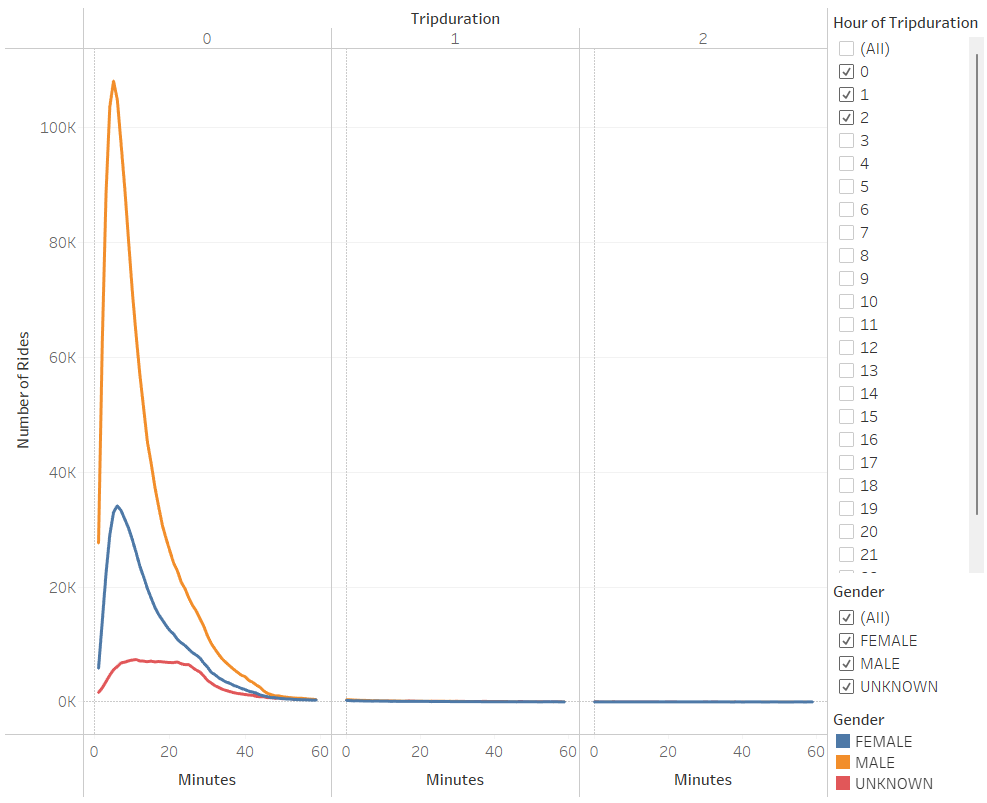 Tripduration
0 1 2
100K
80K
60K
40K
20K
0K
Number of Rides
0 20 40 60 0 20 40 60 0 20 40 60
Minutes Minutes Minutes
Hour of Tripduration
(All)
0
1
2
3
4
5
6
7
8
9
10
11
12
13
14
15
16
17
18
19
20
21
Gender
(All)
FEMALE
MALE
UNKNOWN
Gender
FEMALE
MALE
UNKNOWN